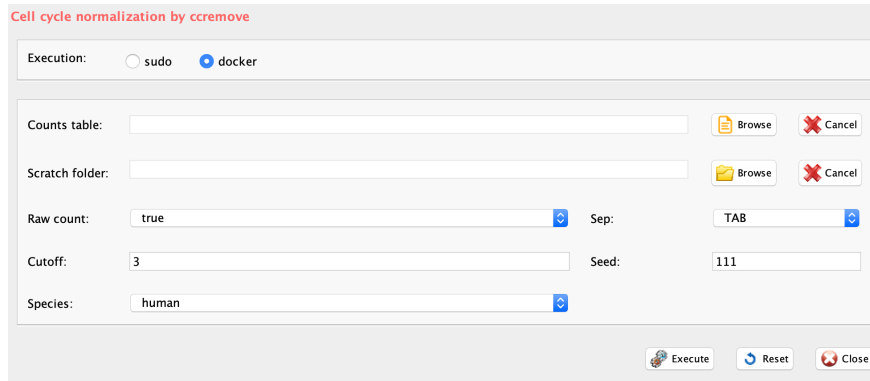 Cell cycle normalization by ccremove
Execution: sudo docker
Counts table: Browse Cancel
Scratch folder: Browse Cancel
Raw count: true Sep: TAB
Cutoff: 3 Seed: 111
Species: human
Execute Reset Close